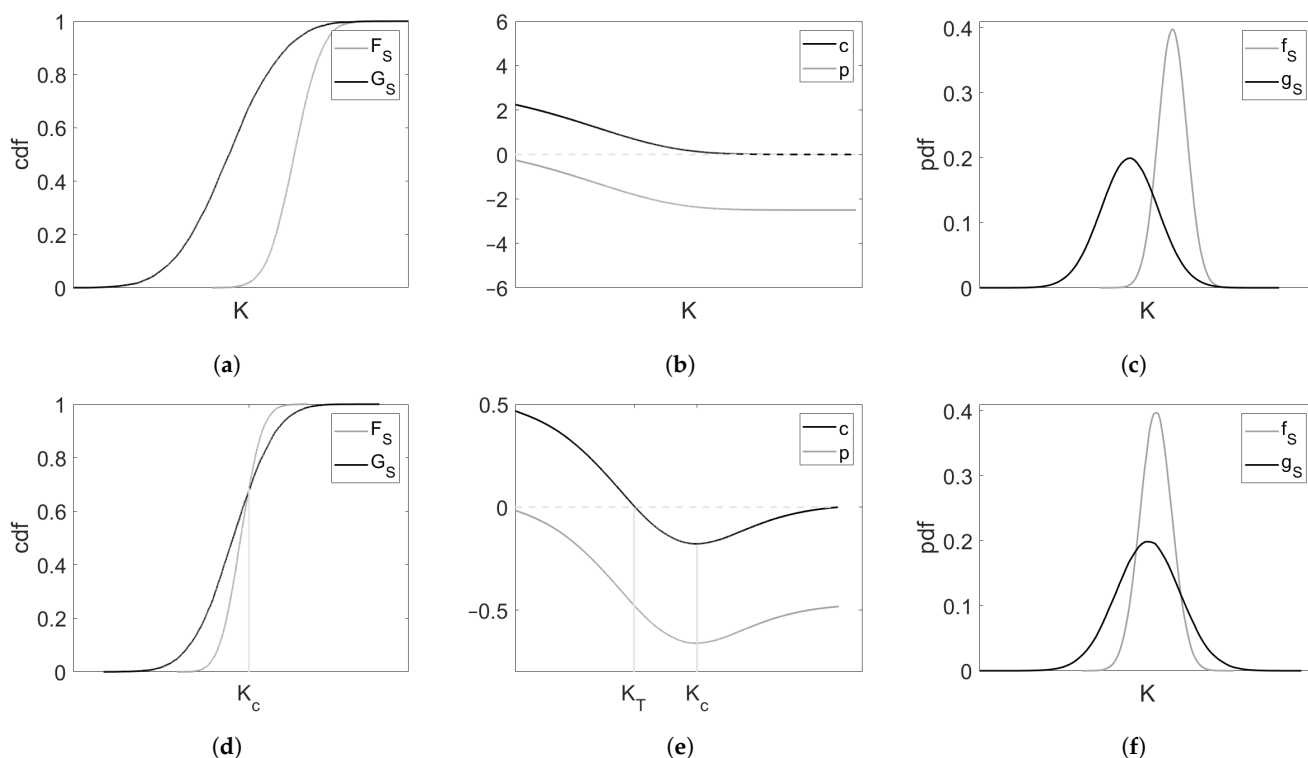 1
0.8
0.6
0.4
0.2
0
cdf
K
F_S
G_S
(a)
6
4
2
0
−2
−4
−6
K
c
p
(b)
0.4
0.3
0.2
0.1
0
pdf
K
f_S
g_S
(c)
1
0.8
0.6
0.4
0.2
0
cdf
K_c
F_S
G_S
(d)
0.5
0
−0.5
K_T
K_c
c
p
(e)
0.4
0.3
0.2
0.1
0
pdf
K
f_S
g_S
(f)